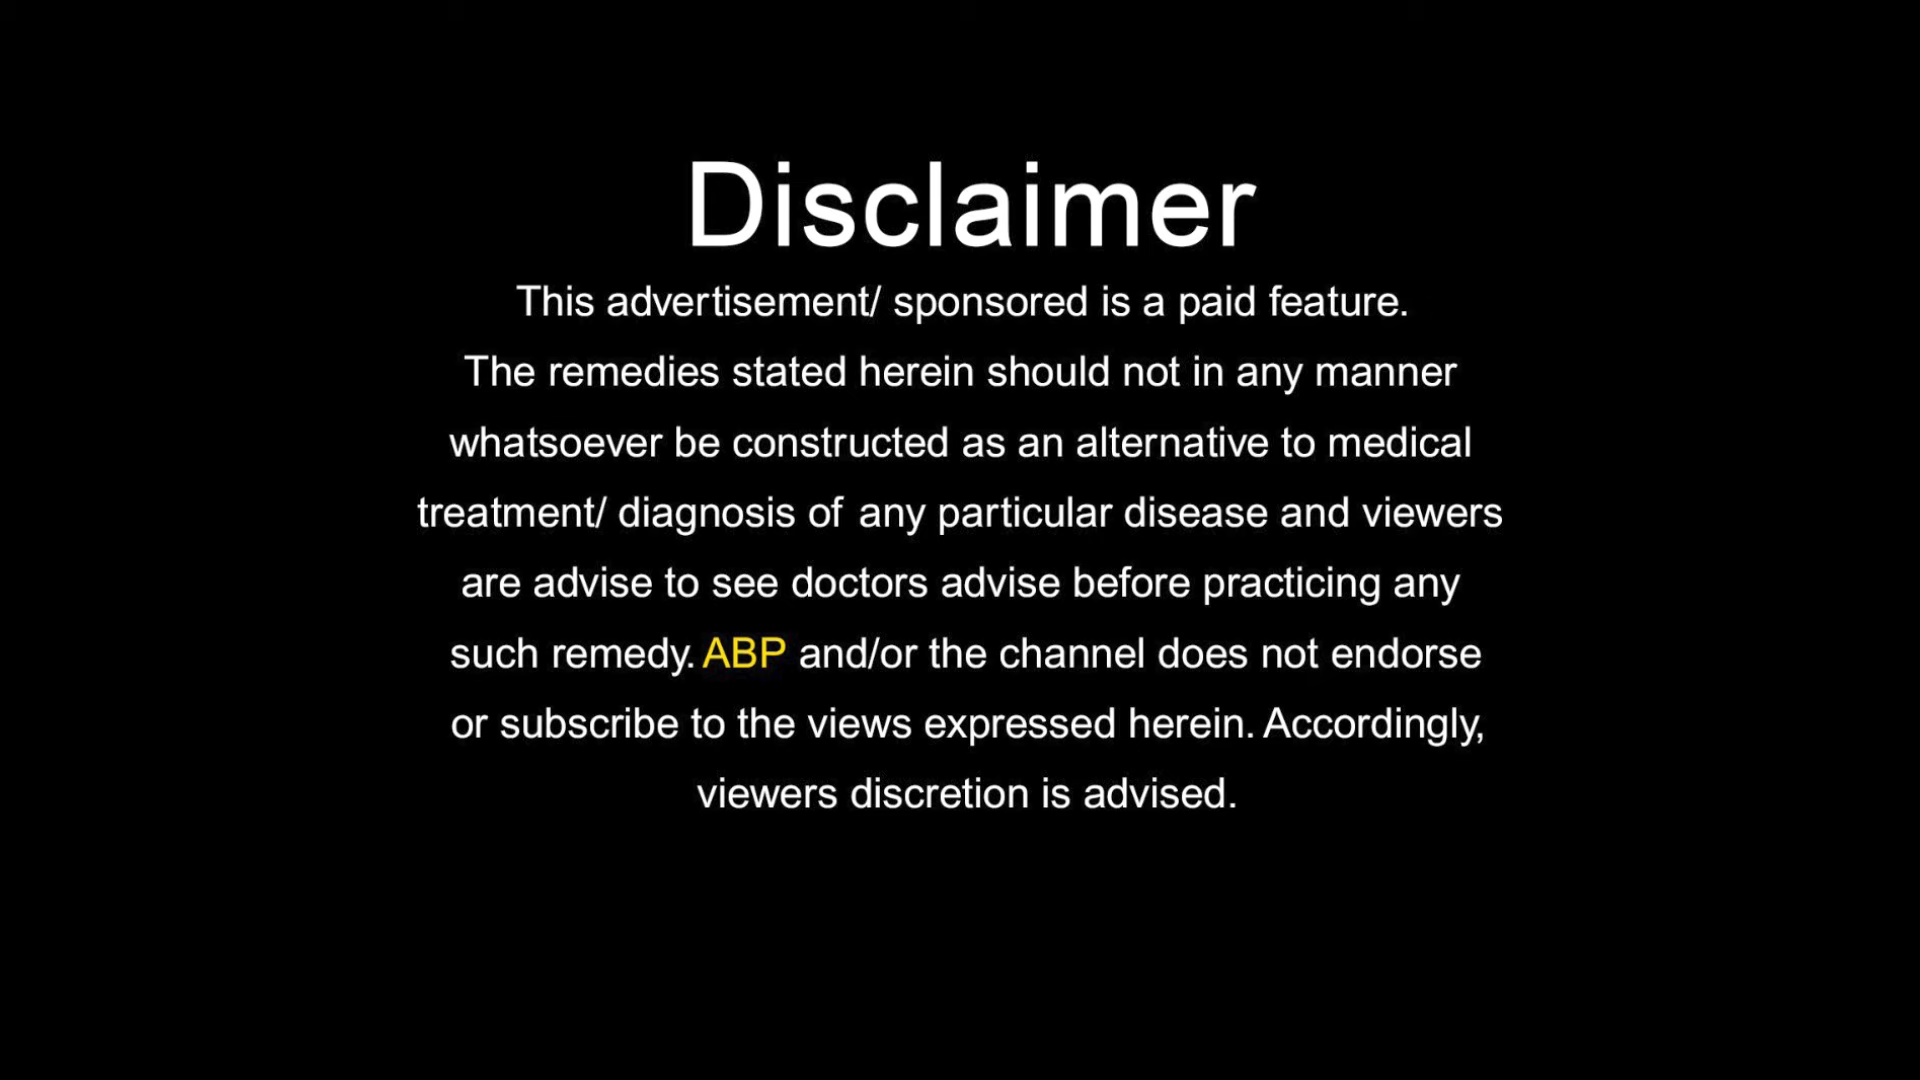 Disclaimer
This advertisement/ sponsored is a paid feature.
The remedies stated herein should not in any manner
whatsoever be constructed as an alternative to medical
treatment/ diagnosis of any particular disease and viewers
are advise to see doctors advise before practicing any
such remedy. ABP and/or the channel does not endorse
or subscribe to the views expressed herein. Accordingly,
viewers discretion is advised.